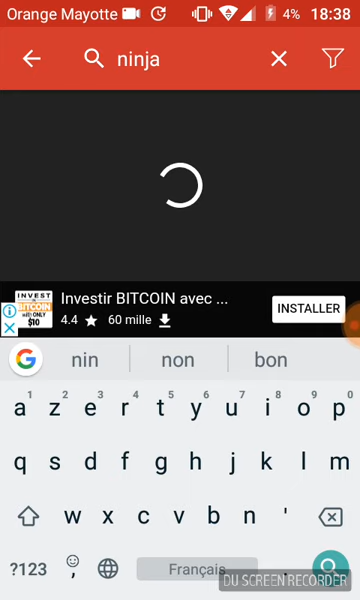 Orange Mayotte 4% 18:38
ninja
INVEST
IN
BITCOIN
WITH ONLY
$10
Investir BITCOIN avec ...
4.4 60 mille
INSTALLER
nin non bon
1 2 3 4 5 6 7 8 9 0
a z e r t y u i o p
q s d f g h j k l m
w x c v b n '
?123 , Français .
DU SCREEN RECORDER